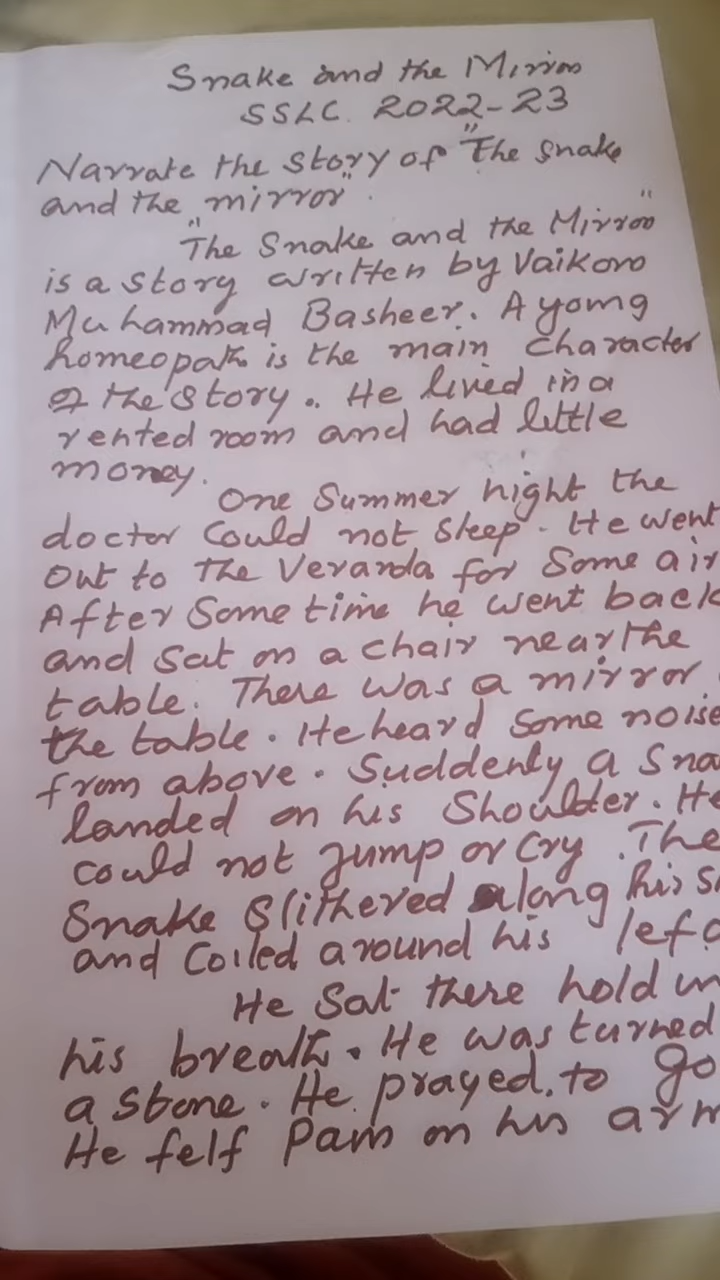 Snake and the Mirror
SSLC. 2022-23
Narrate the story of "The snake
and the mirror".
"The Snake and the Mirror"
is a story written by Vaikom
Muhammad Basheer. A young
homeopath is the main character
of the story. He lived in a
rented room and had little
money.
One Summer night the
doctor could not sleep. He went
out to the Veranda for Some air
After Some time he went back
and sat on a chair near the
table. There was a mirror
the table. He heard Some noise
from above. Suddenly a Sna
landed on his Shoulder. He
could not jump or cry. The
Snake slithered along his s
and coiled around his left
He Sat there hold in
his breath. He was turned
a stone. He prayed to go
He felf Pain on his arm